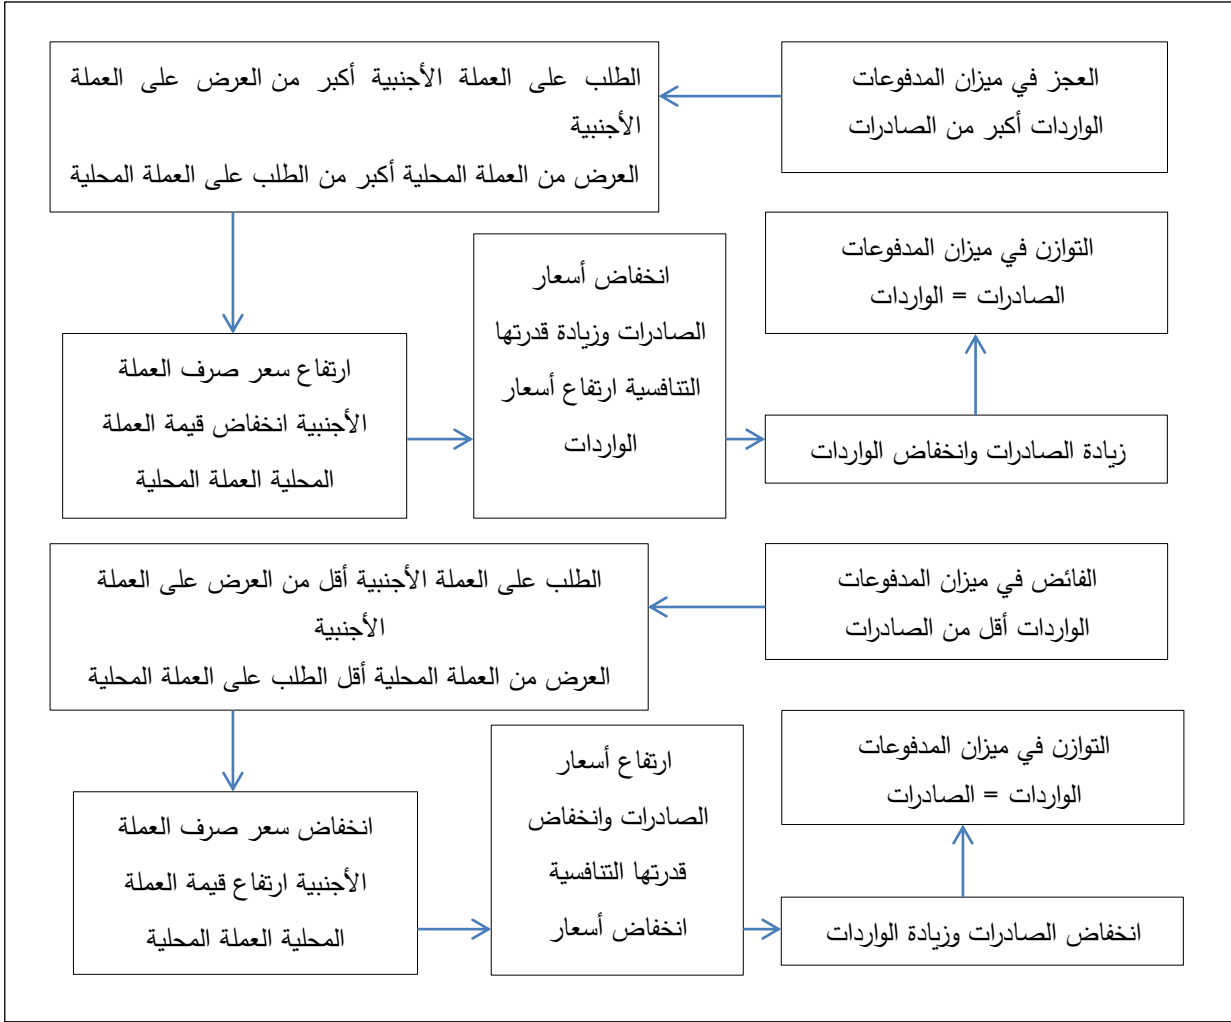 العجز في ميزان المدفوعات
الواردات أكبر من الصادرات
الطلب على العملة الأجنبية أكبر من العرض على العملة
الأجنبية
العرض من العملة المحلية أكبر من الطلب على العملة المحلية
ارتفاع سعر صرف العملة
الأجنبية انخفاض قيمة العملة
المحلية العملة المحلية
انخفاض أسعار
الصادرات وزيادة قدرتها
التنافسية ارتفاع أسعار
الواردات
زيادة الصادرات وانخفاض الواردات
التوازن في ميزان المدفوعات
الصادرات = الواردات
الفائض في ميزان المدفوعات
الواردات أقل من الصادرات
الطلب على العملة الأجنبية أقل من العرض على العملة
الأجنبية
العرض من العملة المحلية أقل الطلب على العملة المحلية
انخفاض سعر صرف العملة
الأجنبية ارتفاع قيمة العملة
المحلية العملة المحلية
ارتفاع أسعار
الصادرات وانخفاض
قدرتها التنافسية
انخفاض أسعار
انخفاض الصادرات وزيادة الواردات
التوازن في ميزان المدفوعات
الواردات = الصادرات